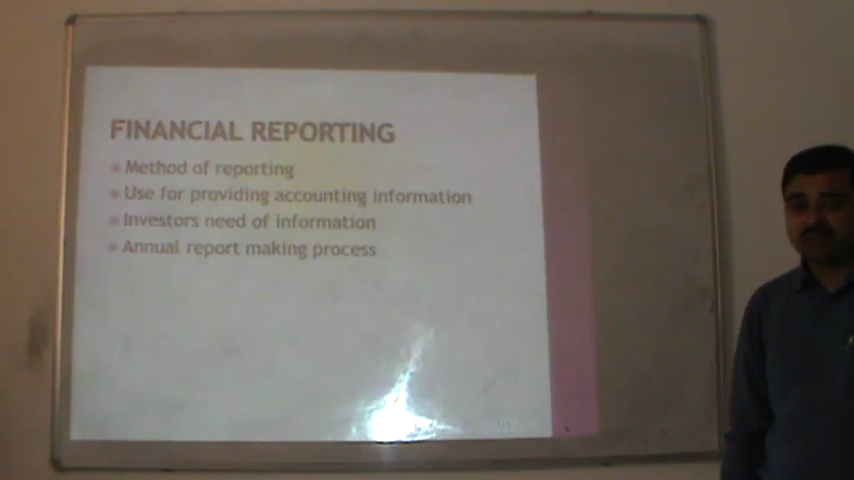 FINANCIAL REPORTING
Method of reporting
Use for providing accounting information
Investors need of information
Annual report making process